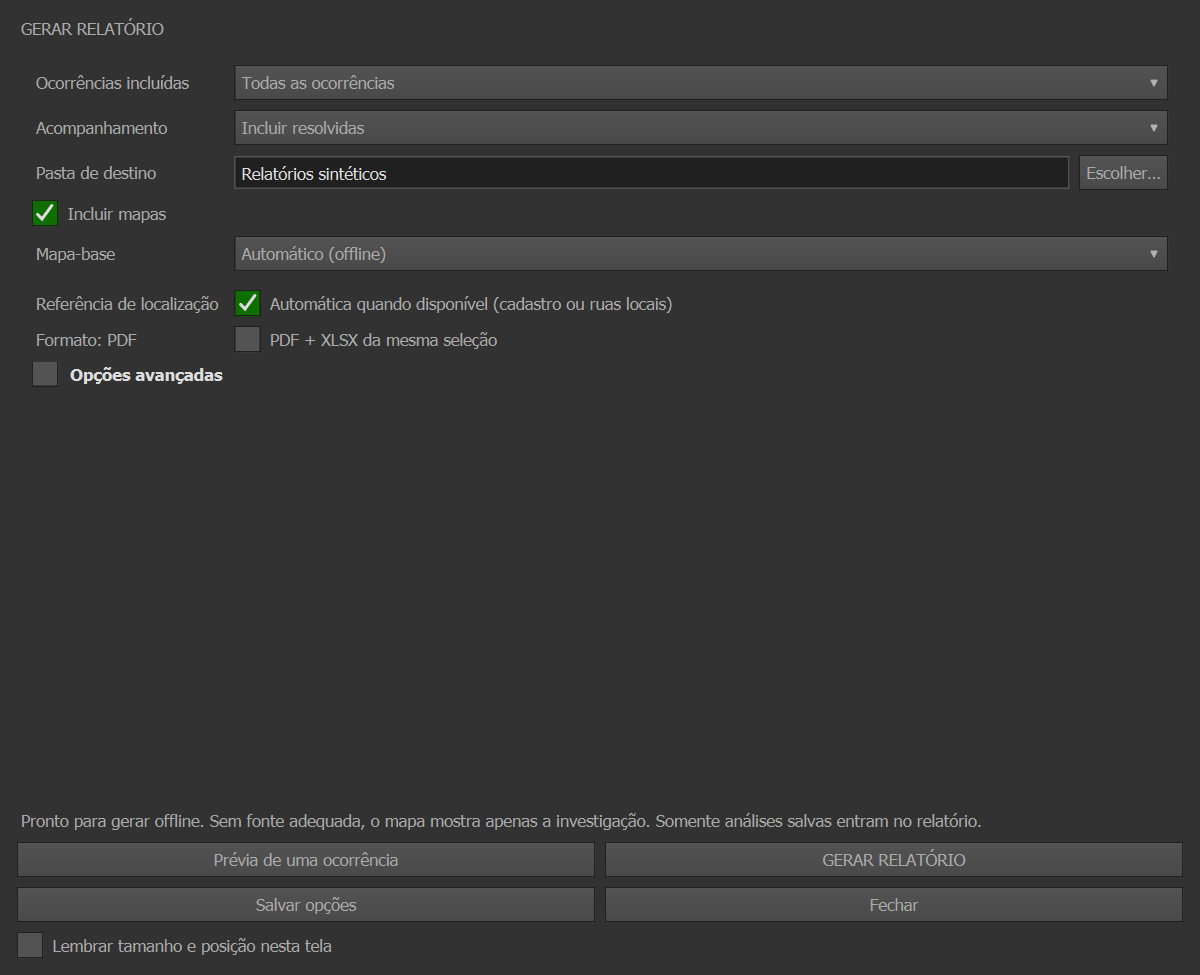 GERAR RELATÓRIO
Ocorrências incluídas Todas as ocorrências
Acompanhamento Incluir resolvidas
Pasta de destino Relatórios sintéticos Escolher...
Incluir mapas
Mapa-base Automático (offline)
Referência de localização Automática quando disponível (cadastro ou ruas locais)
Formato: PDF PDF + XLSX da mesma seleção
Opções avançadas
Pronto para gerar offline. Sem fonte adequada, o mapa mostra apenas a investigação. Somente análises salvas entram no relatório.
Prévia de uma ocorrência GERAR RELATÓRIO
Salvar opções Fechar
Lembrar tamanho e posição nesta tela